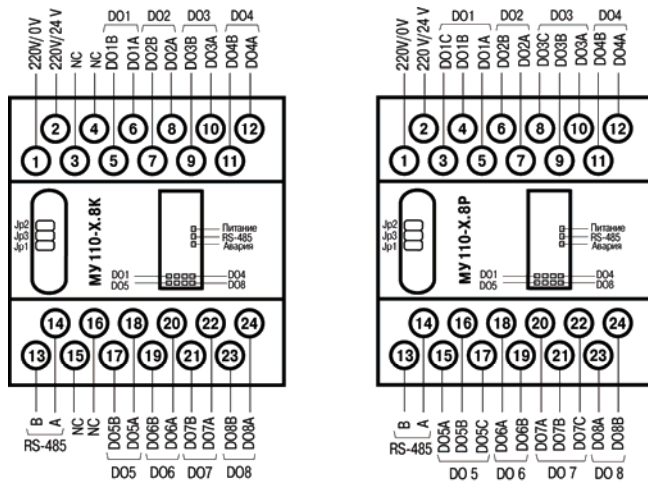 DO1 DO2 DO3 DO4
220V/0V 220V/24V NC NC DO1B DO1A DO2B DO2A DO3B DO3A DO4B DO4A
2 4 6 8 10 12
1 3 5 7 9 11
Jp2
Jp3
Jp1
МУ 110-Х.8К
Питание
RS-485
Авария
DO1 DO4
DO5 DO8
14 16 18 20 22 24
13 15 17 19 21 23
B A NC NC DO5B DO5A DO6B DO6A DO7B DO7A DO8B DO8A
RS-485
DO5 DO6 DO7 DO8
DO1 DO2 DO3 DO4
220V/0V 220V/24V DO1C DO1B DO1A DO2B DO2A DO3C DO3B DO3A DO4B DO4A
2 4 6 8 10 12
1 3 5 7 9 11
Jp2
Jp3
Jp1
МУ 110-Х.8Р
Питание
RS-485
Авария
DO1 DO4
DO5 DO8
14 16 18 20 22 24
13 15 17 19 21 23
B A DO5A DO5B DO5C DO6A DO6B DO7A DO7B DO7C DO8A DO8B
RS-485
DO 5 DO 6 DO 7 DO 8